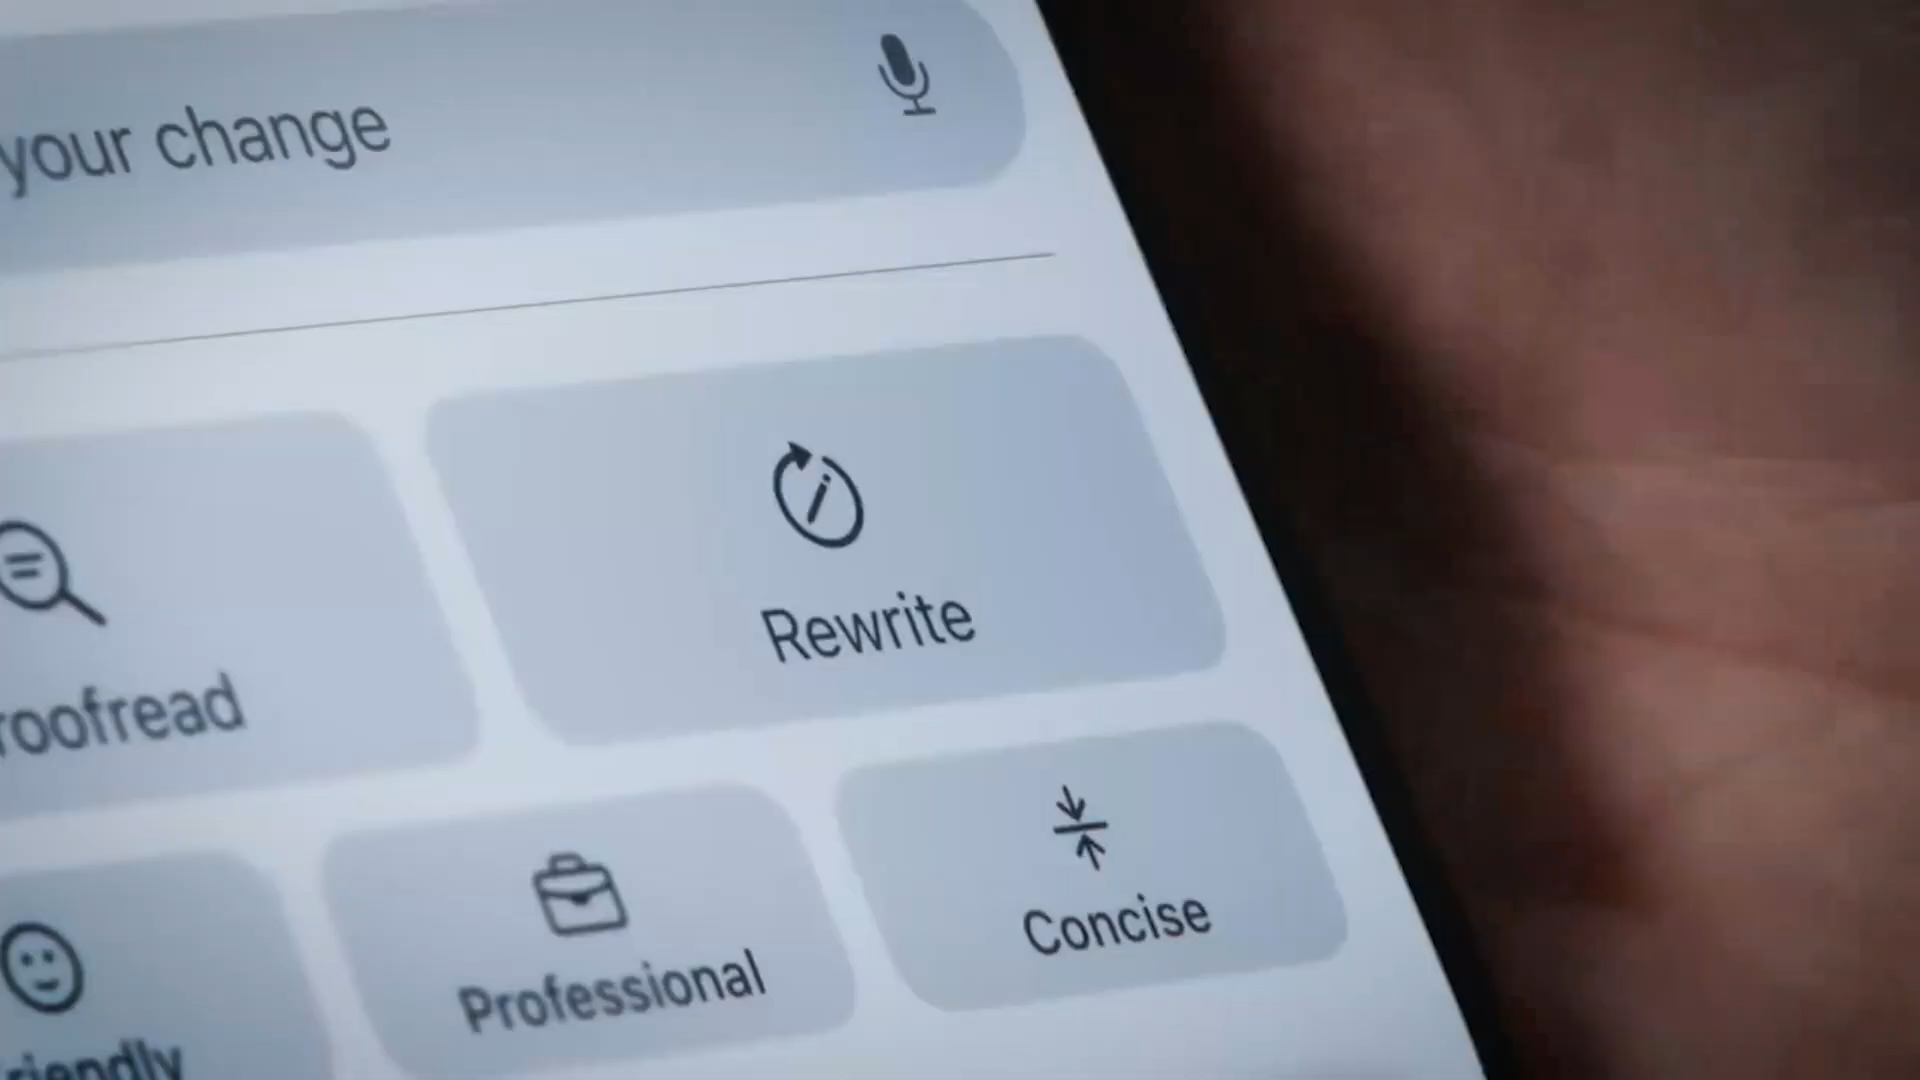 your change
roofread
Rewrite
riendly
Professional
Concise